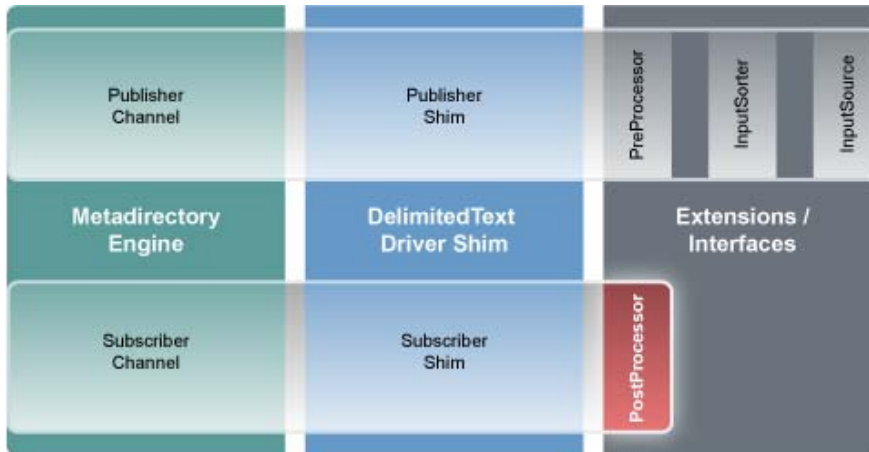 Publisher
Channel
Publisher
Shim
PreProcessor
InputSorter
InputSource
Metadirectory
Engine
DelimitedText
Driver Shim
Extensions /
Interfaces
Subscriber
Channel
Subscriber
Shim
PostProcessor